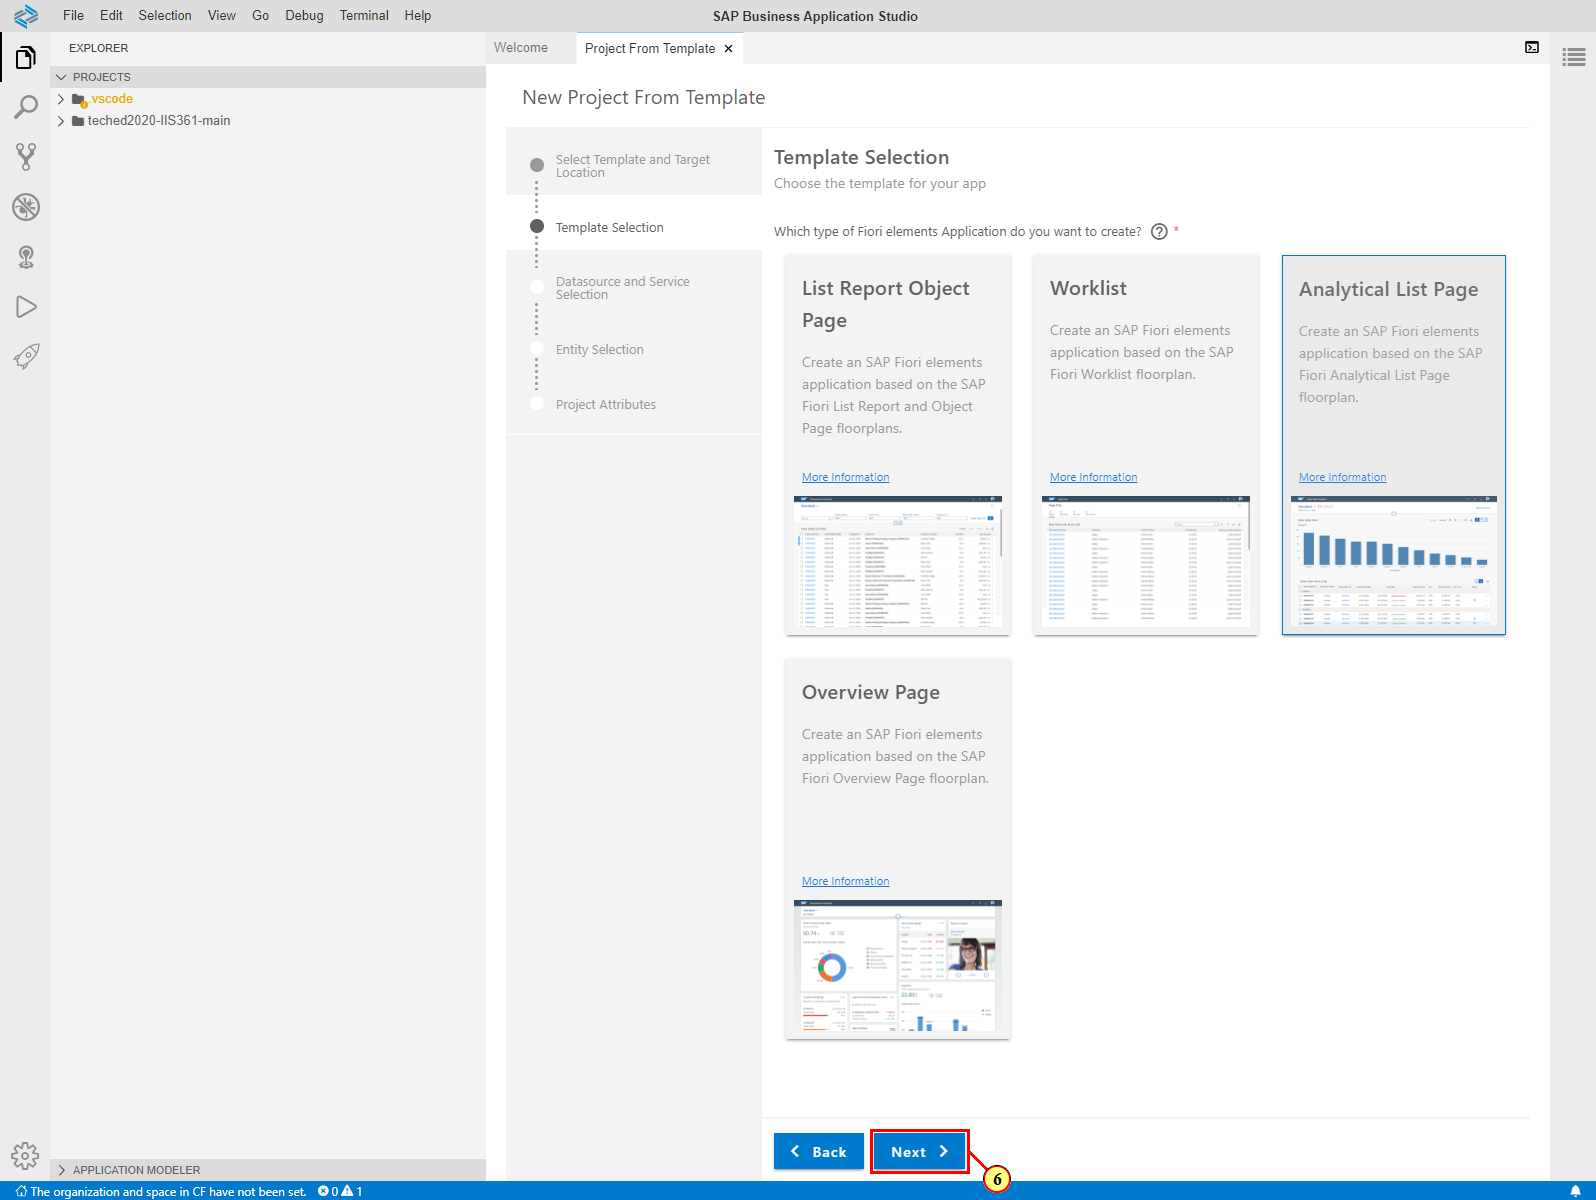 File Edit Selection View Go Debug Terminal Help
SAP Business Application Studio
EXPLORER
PROJECTS
.vscode
teched2020-IIS361-main
Welcome
Project From Template
New Project From Template
Select Template and Target
Location
Template Selection
Datasource and Service
Selection
Entity Selection
Project Attributes
Template Selection
Choose the template for your app
Which type of Fiori elements Application do you want to create? *
List Report Object
Page
Create an SAP Fiori elements
application based on the SAP
Fiori List Report and Object
Page floorplans.
More Information
Worklist
Create an SAP Fiori elements
application based on the SAP
Fiori Worklist floorplan.
More Information
Analytical List Page
Create an SAP Fiori elements
application based on the SAP
Fiori Analytical List Page
floorplan.
More Information
Overview Page
Create an SAP Fiori elements
application based on the SAP
Fiori Overview Page floorplan.
More Information
50.74
Back
Next
6
APPLICATION MODELER
The organization and space in CF have not been set. 0 1